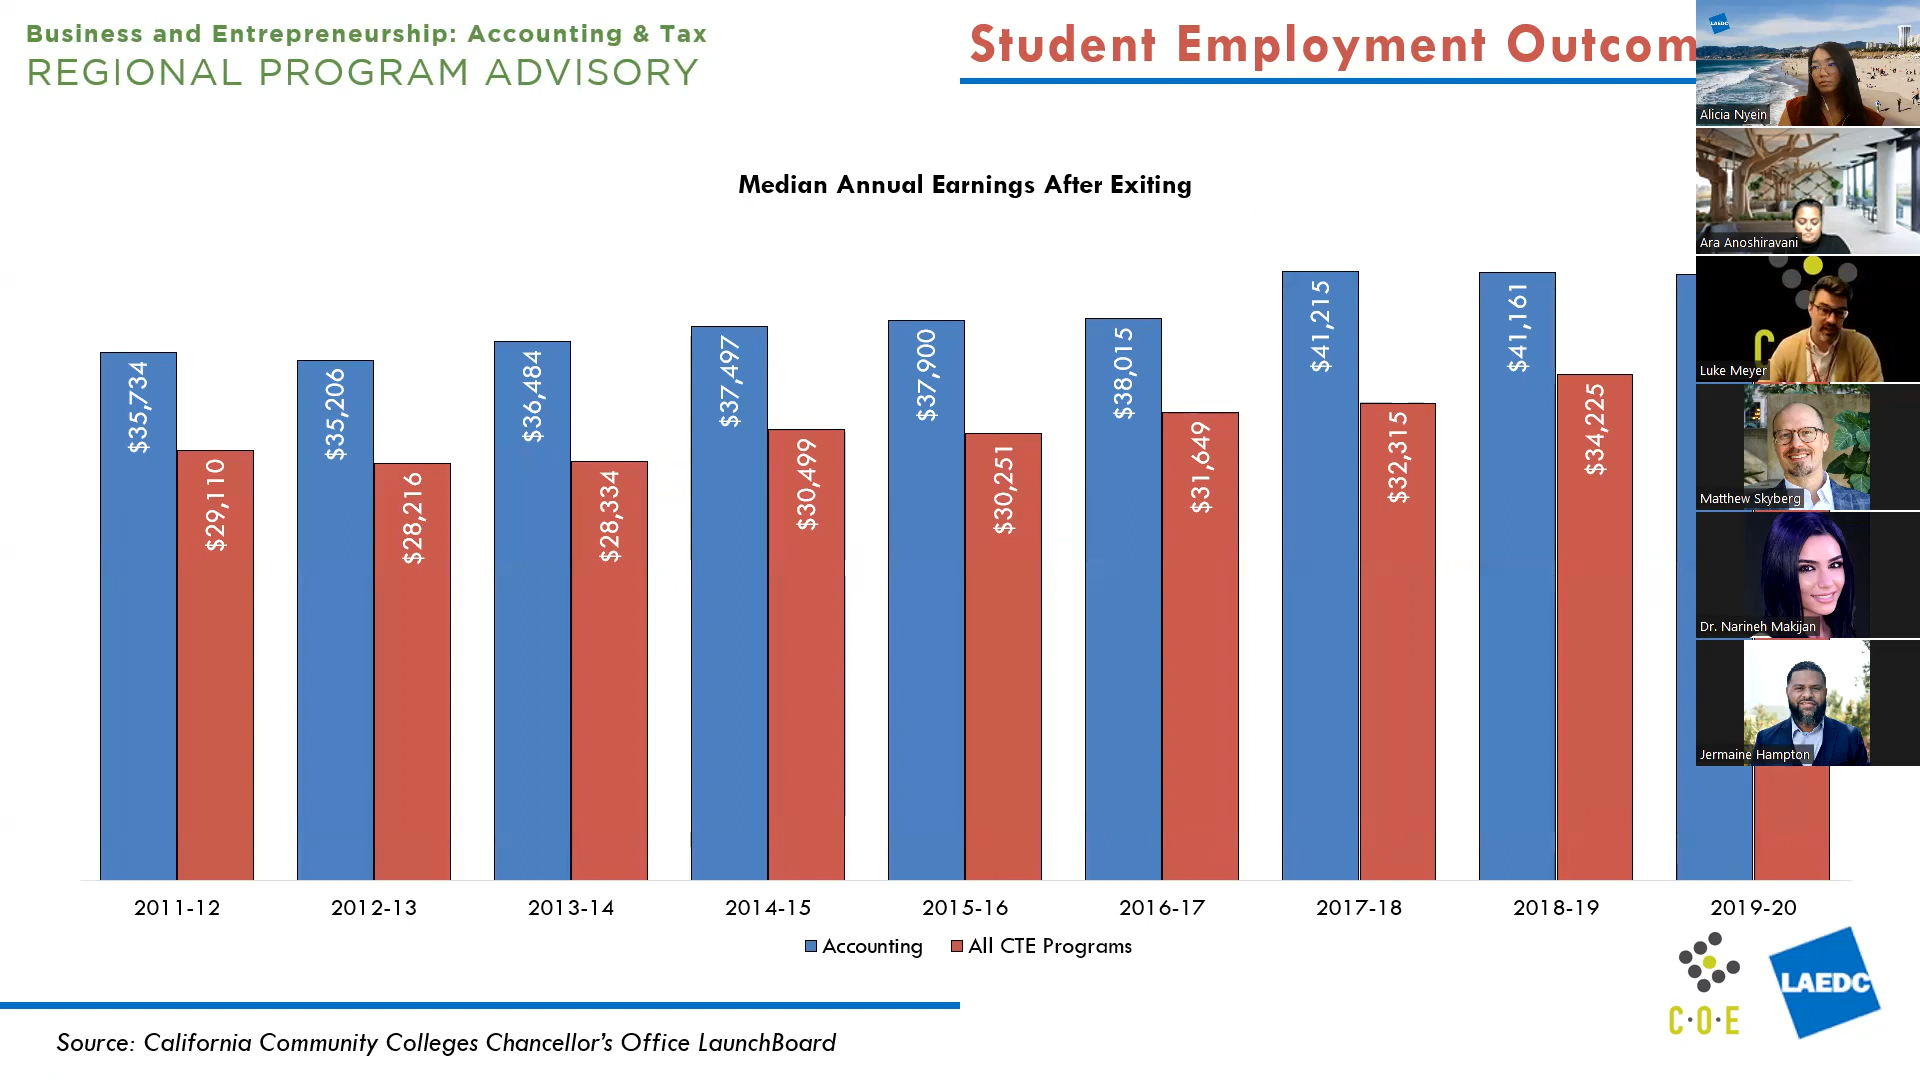 Business and Entrepreneurship: Accounting & Tax
REGIONAL PROGRAM ADVISORY
Student Employment Outcom
LAEDC
Alicia Nyein
Ara Anoshiravani
Luke Meyer
Matthew Skyberg
Dr. Narineh Makijan
Jermaine Hampton
Median Annual Earnings After Exiting
$35,734
$29,110
$35,206
$28,216
$36,484
$28,334
$37,497
$30,499
$37,900
$30,251
$38,015
$31,649
$41,215
$32,315
$41,161
$34,225
2011-12
2012-13
2013-14
2014-15
2015-16
2016-17
2017-18
2018-19
2019-20
Accounting
All CTE Programs
C·O·E
LAEDC
Source: California Community Colleges Chancellor's Office LaunchBoard